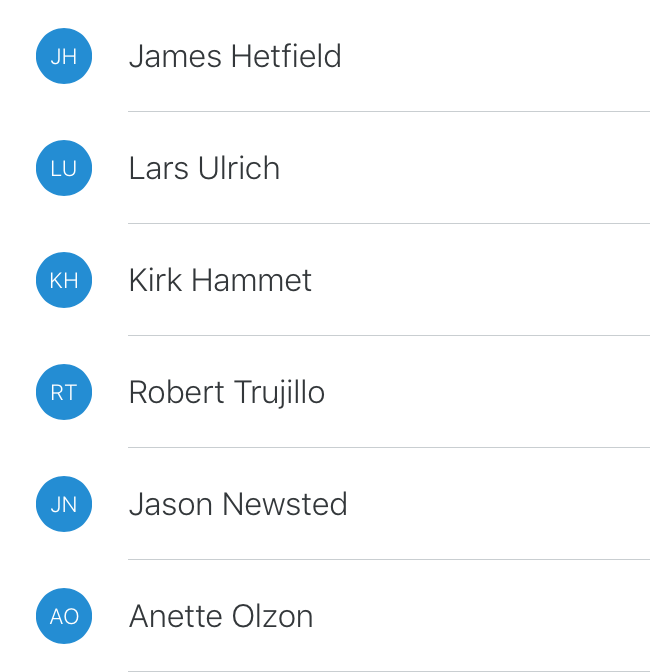 JH James Hetfield
LU Lars Ulrich
KH Kirk Hammet
RT Robert Trujillo
JN Jason Newsted
AO Anette Olzon